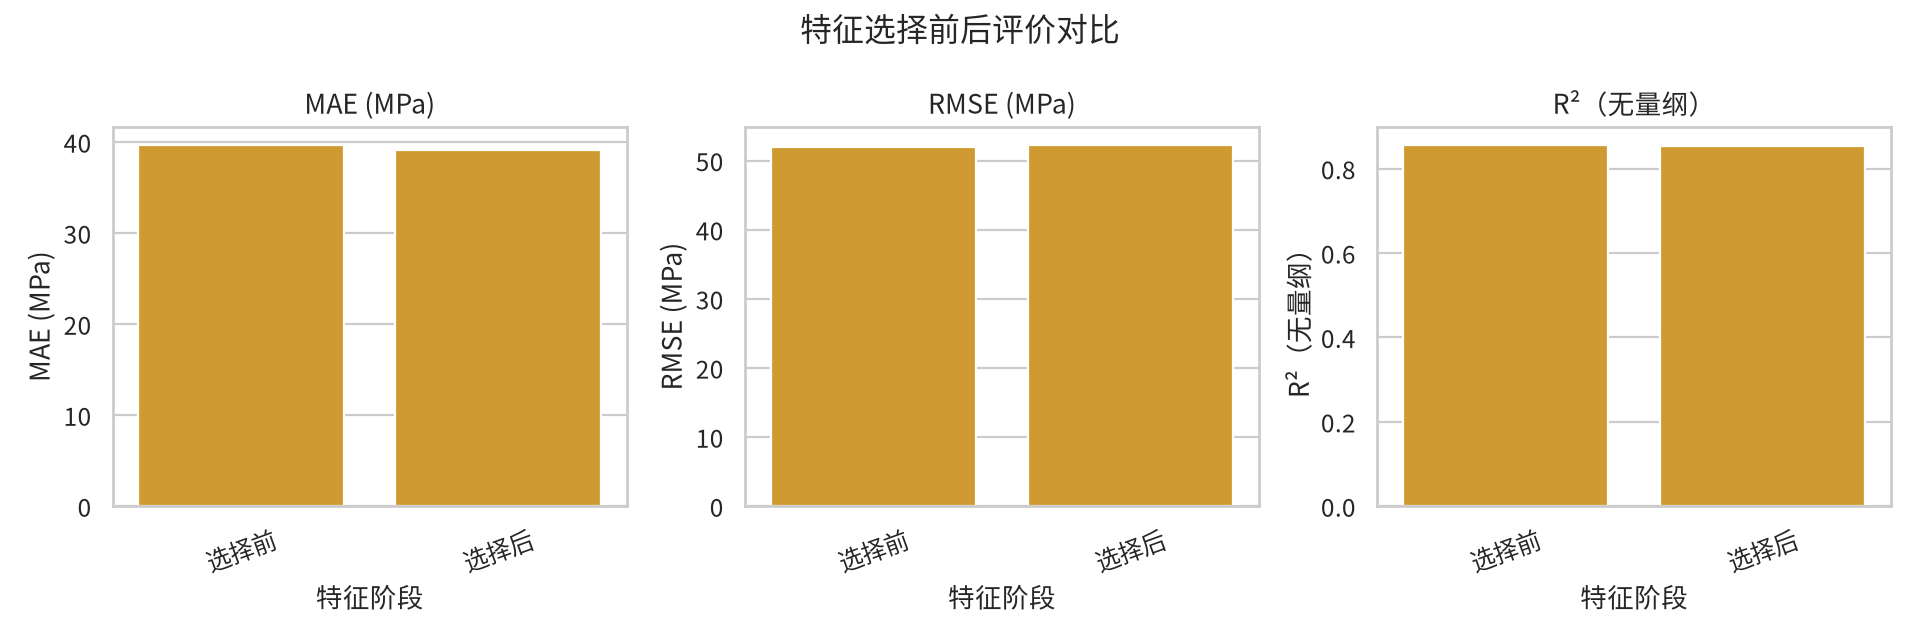 特征选择前后评价对比
MAE (MPa)
MAE (MPa)
40
30
20
10
0
选择前
选择后
特征阶段
RMSE (MPa)
RMSE (MPa)
50
40
30
20
10
0
选择前
选择后
特征阶段
R²（无量纲）
R²（无量纲）
0.8
0.6
0.4
0.2
0.0
选择前
选择后
特征阶段